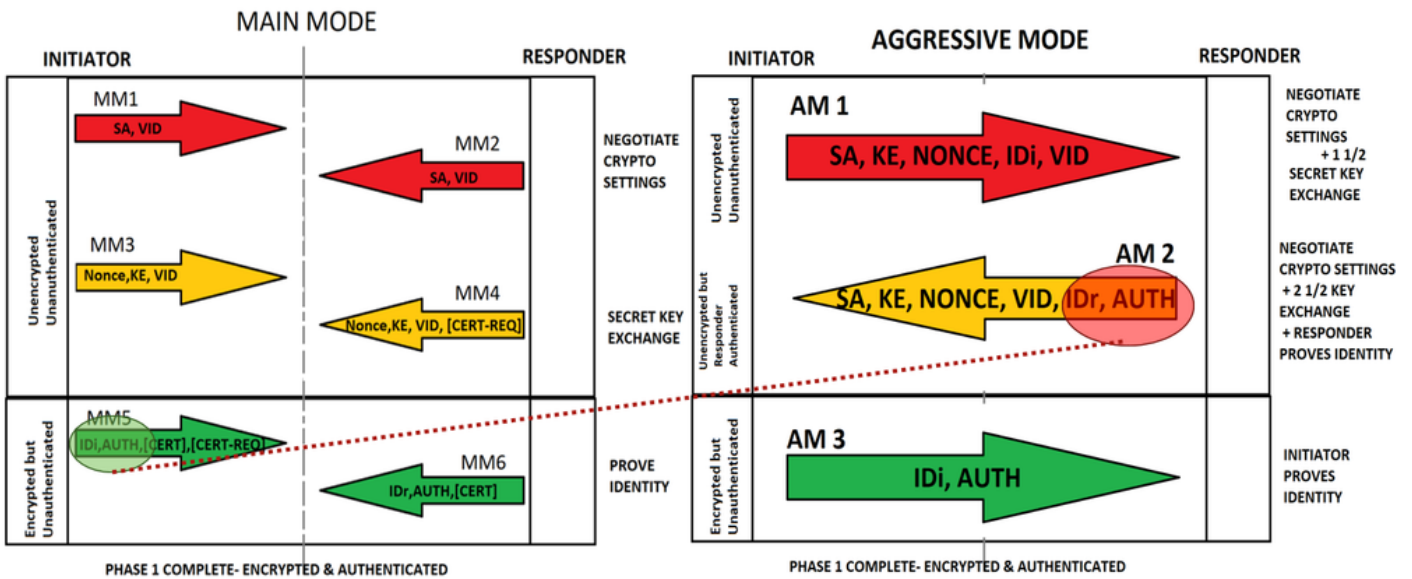 MAIN MODE
INITIATOR
RESPONDER
MM1
SA, VID
MM2
SA, VID
NEGOTIATE
CRYPTO
SETTINGS
MM3
Nonce,KE, VID
MM4
Nonce,KE, VID, [CERT-REQ]
SECRET KEY
EXCHANGE
Unencrypted
Unanuthenticated
MM5
IDi,AUTH,[CERT],[CERT-REQ]
MM6
IDr,AUTH,[CERT]
PROVE
IDENTITY
Encrypted but
Unauthenticated
PHASE 1 COMPLETE- ENCRYPTED & AUTHENTICATED
AGGRESSIVE MODE
INITIATOR
RESPONDER
AM 1
SA, KE, NONCE, IDi, VID
NEGOTIATE
CRYPTO
SETTINGS
+ 1 1/2
SECRET KEY
EXCHANGE
Unencrypted
Unanuthenticated
AM 2
SA, KE, NONCE, VID, IDr, AUTH
NEGOTIATE
CRYPTO SETTINGS
+ 2 1/2 KEY
EXCHANGE
+ RESPONDER
PROVES IDENTITY
Unencrypted but
Responder
Authenticated
AM 3
IDi, AUTH
INITIATOR
PROVES
IDENTITY
Encrypted but
Unauthenticated
PHASE 1 COMPLETE- ENCRYPTED & AUTHENTICATED